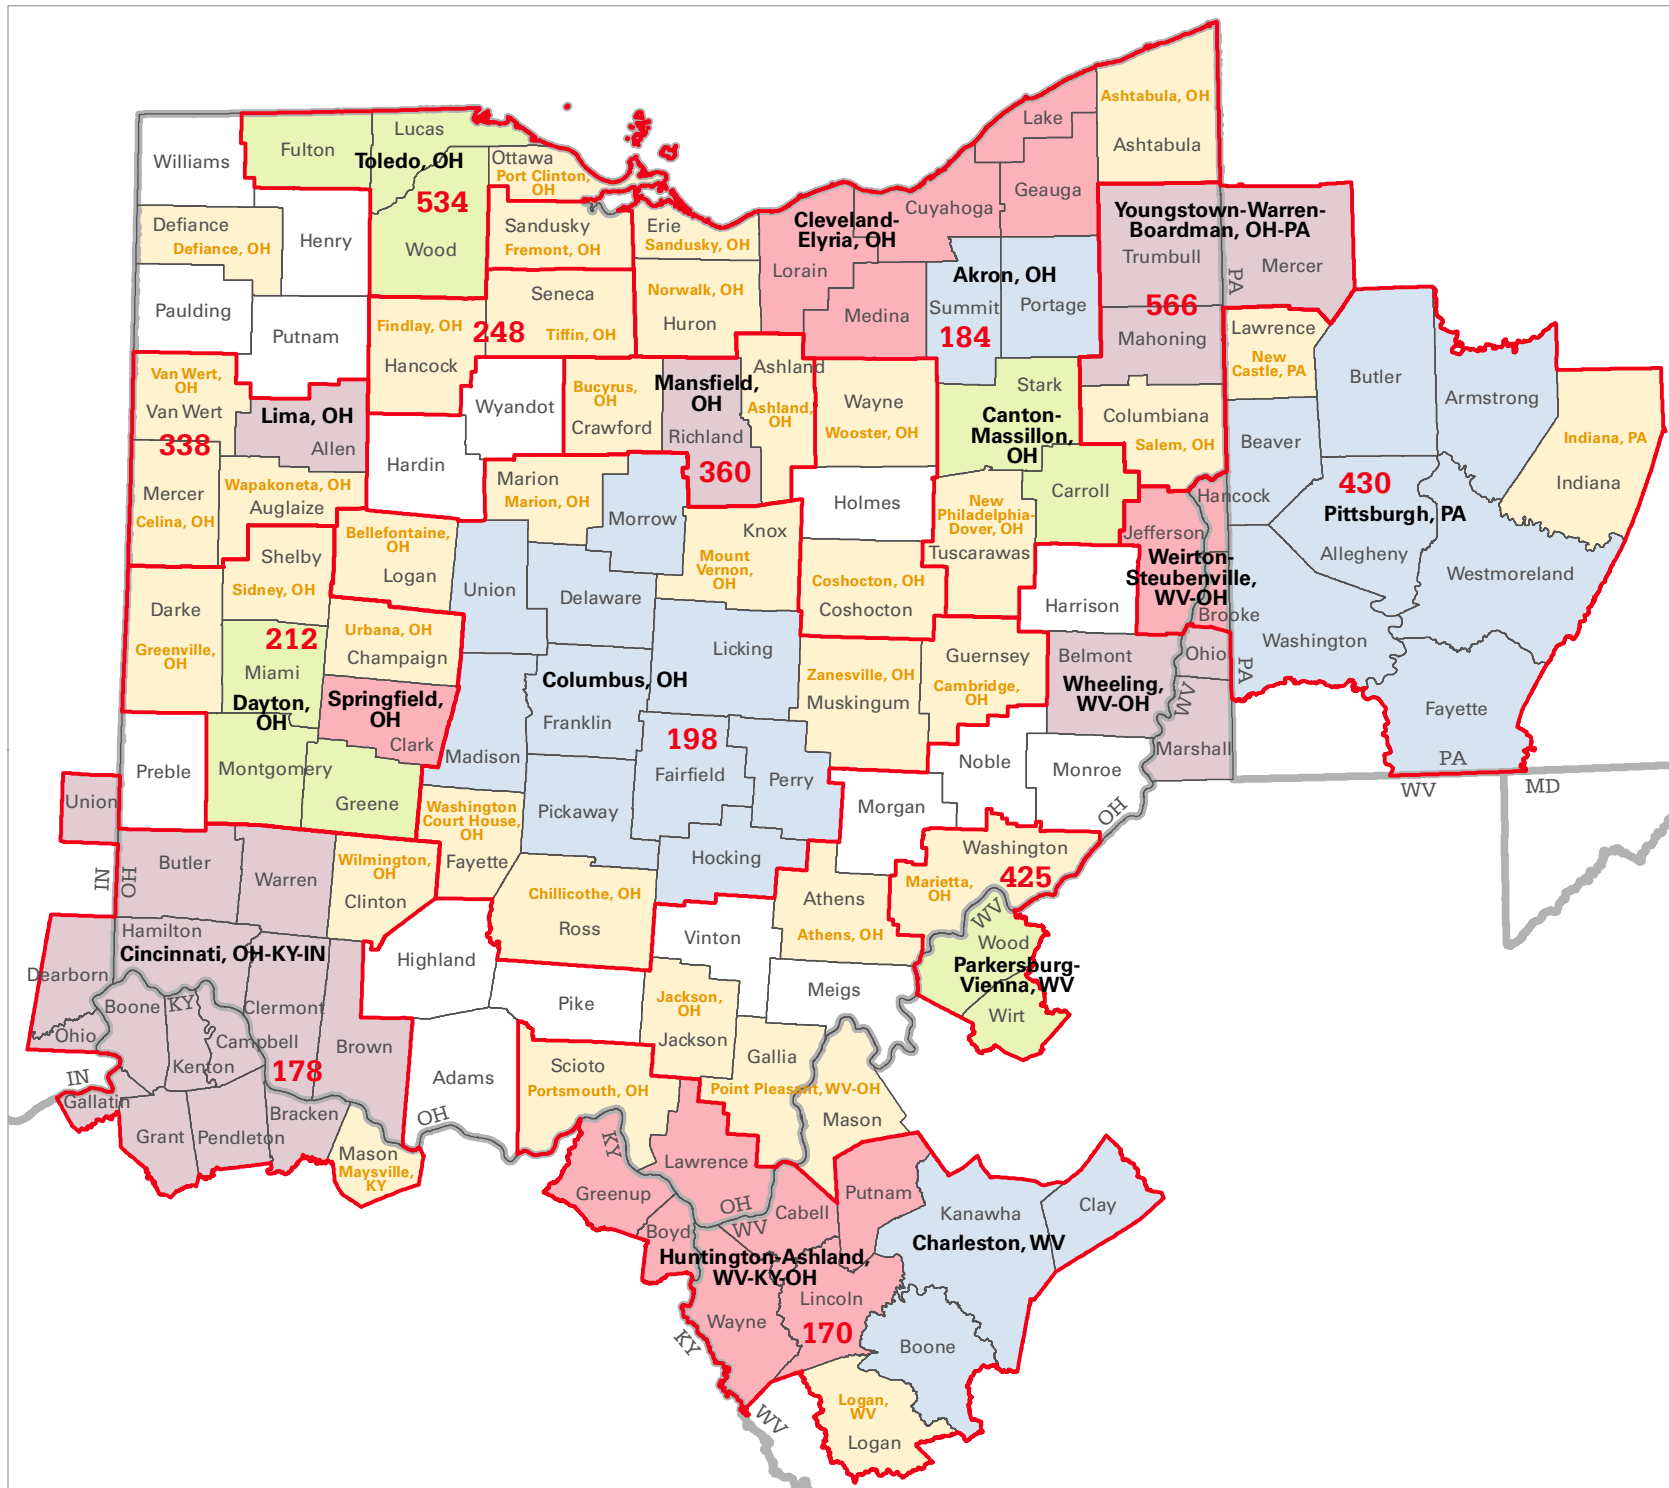 Ashtabula, OH
Ashtabula
Lake
Geauga
Cuyahoga
Cleveland-
Elyria, OH
Lorain
Medina
Williams
Fulton
Lucas
Toledo, OH
534
Wood
Ottawa
Port Clinton,
OH
Sandusky
Fremont, OH
Erie
Sandusky, OH
Defiance
Defiance, OH
Henry
Paulding
Putnam
Norwalk, OH
Huron
Seneca
Tiffin, OH
248
Findlay, OH
Hancock
Akron, OH
Summit
184
Portage
Youngstown-Warren-
Boardman, OH-PA
Trumbull
566
Mahoning
PA
Mercer
Lawrence
New
Castle, PA
Butler
Armstrong
Indiana, PA
Indiana
Beaver
430
Pittsburgh, PA
Allegheny
Westmoreland
Washington
Fayette
PA
WV
MD
Van Wert,
OH
Van Wert
338
Lima, OH
Allen
Mercer
Celina, OH
Wapakoneta, OH
Auglaize
Hardin
Wyandot
Bucyrus,
OH
Crawford
Mansfield,
OH
Richland
360
Ashland
Ashland,
OH
Wayne
Wooster, OH
Stark
Canton-
Massillon,
OH
Carroll
Columbiana
Salem, OH
Hancock
Jefferson
Weirton-
Steubenville,
WV-OH
Brooke
Marion
Marion, OH
Morrow
Knox
Mount
Vernon,
OH
Holmes
New
Philadelphia-
Dover, OH
Tuscarawas
Coshocton, OH
Coshocton
Harrison
Bellefontaine,
OH
Logan
Shelby
Sidney, OH
Darke
Greenville,
OH
212
Miami
Dayton,
OH
Urbana, OH
Champaign
Springfield,
OH
Clark
Union
Delaware
Licking
Columbus, OH
Franklin
Madison
198
Fairfield
Perry
Pickaway
Hocking
Zanesville, OH
Muskingum
Guernsey
Cambridge,
OH
Belmont
Wheeling,
WV-OH
Ohio
PA
WV
Marshall
Noble
Monroe
Morgan
OH
Preble
Montgomery
Greene
Union
Washington
Court House,
OH
Fayette
Washington
Marietta,
OH
425
WV
Wood
Parkersburg-
Vienna, WV
Wirt
IN
OH
Butler
Warren
Wilmington,
OH
Clinton
Chillicothe, OH
Ross
Athens
Athens, OH
Hamilton
Cincinnati, OH-KY-IN
Dearborn
Boone
KY
Clermont
Ohio
Campbell
Kenton
178
Brown
IN
Gallatin
Grant
Pendleton
Bracken
Mason
Maysville,
KY
Highland
Vinton
Pike
Meigs
Jackson,
OH
Jackson
Adams
OH
Scioto
Portsmouth, OH
Gallia
Point Pleasant, WV-OH
Mason
KY
Lawrence
Greenup
Boyd
OH
WV
Cabell
Putnam
Huntington-Ashland,
WV-KY-OH
Lincoln
Wayne
170
KY
WV
Kanawha
Clay
Charleston, WV
Boone
Logan,
WV
Logan